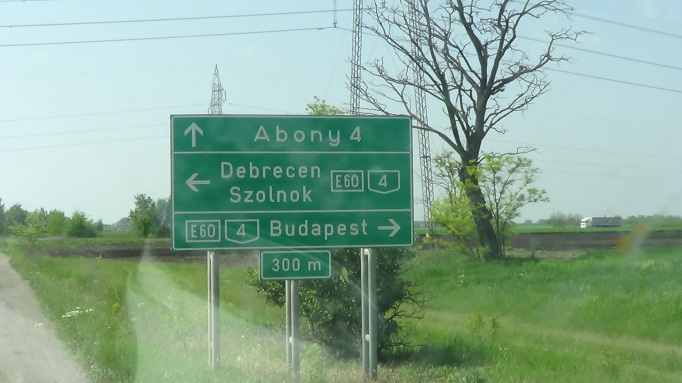 Abony 4
Debrecen
Szolnok E60 4
E60 4 Budapest
300 m